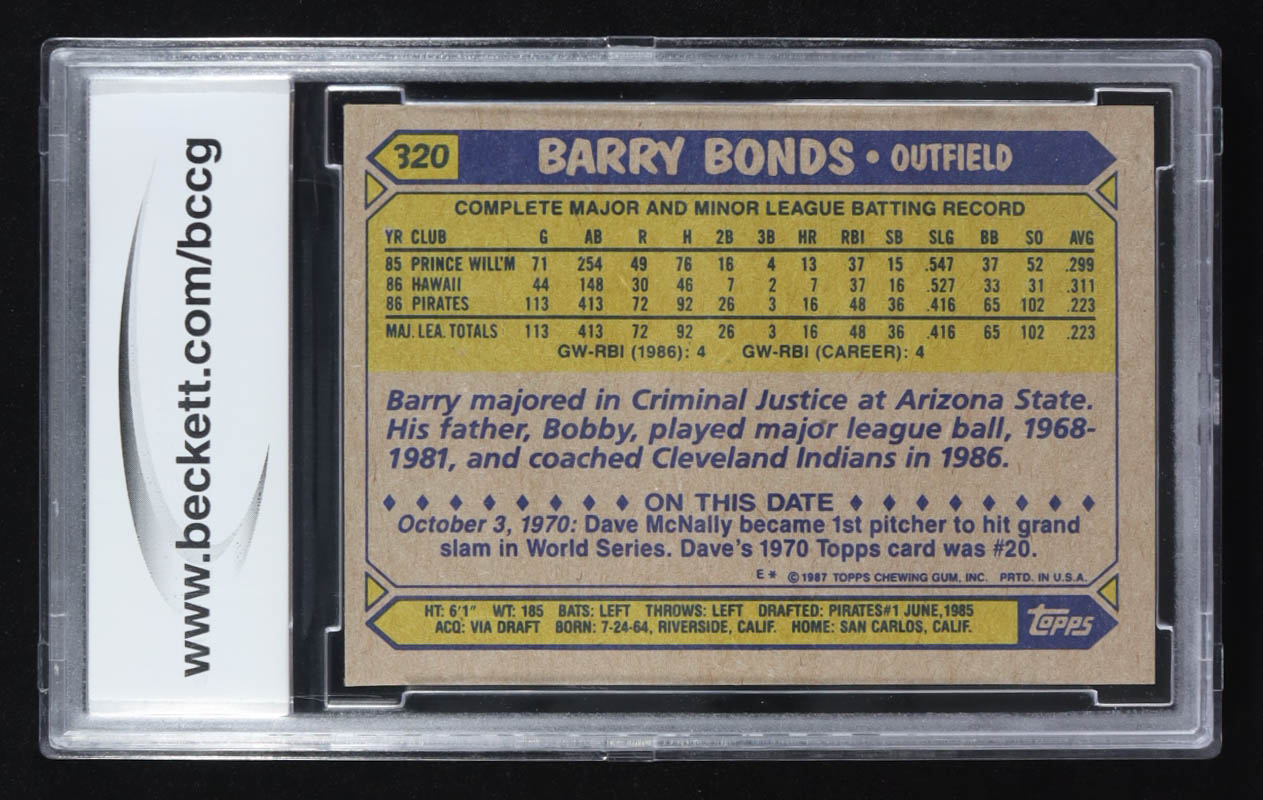 www.beckett.com/bccg
320 BARRY BONDS • OUTFIELD
COMPLETE MAJOR AND MINOR LEAGUE BATTING RECORD
YR CLUB G AB R H 2B 3B HR RBI SB SLG BB SO AVG
85 PRINCE WILL'M 71 254 49 76 16 4 13 37 15 .547 37 52 .299
86 HAWAII 44 148 30 46 7 2 7 37 16 .527 33 31 .311
86 PIRATES 113 413 72 92 26 3 16 48 36 .416 65 102 .223
MAJ. LEA. TOTALS 113 413 72 92 26 3 16 48 36 .416 65 102 .223
GW-RBI (1986): 4 GW-RBI (CAREER): 4
Barry majored in Criminal Justice at Arizona State.
His father, Bobby, played major league ball, 1968-
1981, and coached Cleveland Indians in 1986.
♦ ♦ ♦ ♦ ♦ ♦ ♦ ♦ ON THIS DATE ♦ ♦ ♦ ♦ ♦ ♦ ♦ ♦
October 3, 1970: Dave McNally became 1st pitcher to hit grand
slam in World Series. Dave's 1970 Topps card was #20.
E* ©1987 TOPPS CHEWING GUM, INC. PRTD. IN U.S.A.
HT: 6'1" WT: 185 BATS: LEFT THROWS: LEFT DRAFTED: PIRATES#1 JUNE,1985
ACQ: VIA DRAFT BORN: 7-24-64, RIVERSIDE, CALIF. HOME: SAN CARLOS, CALIF.
Topps